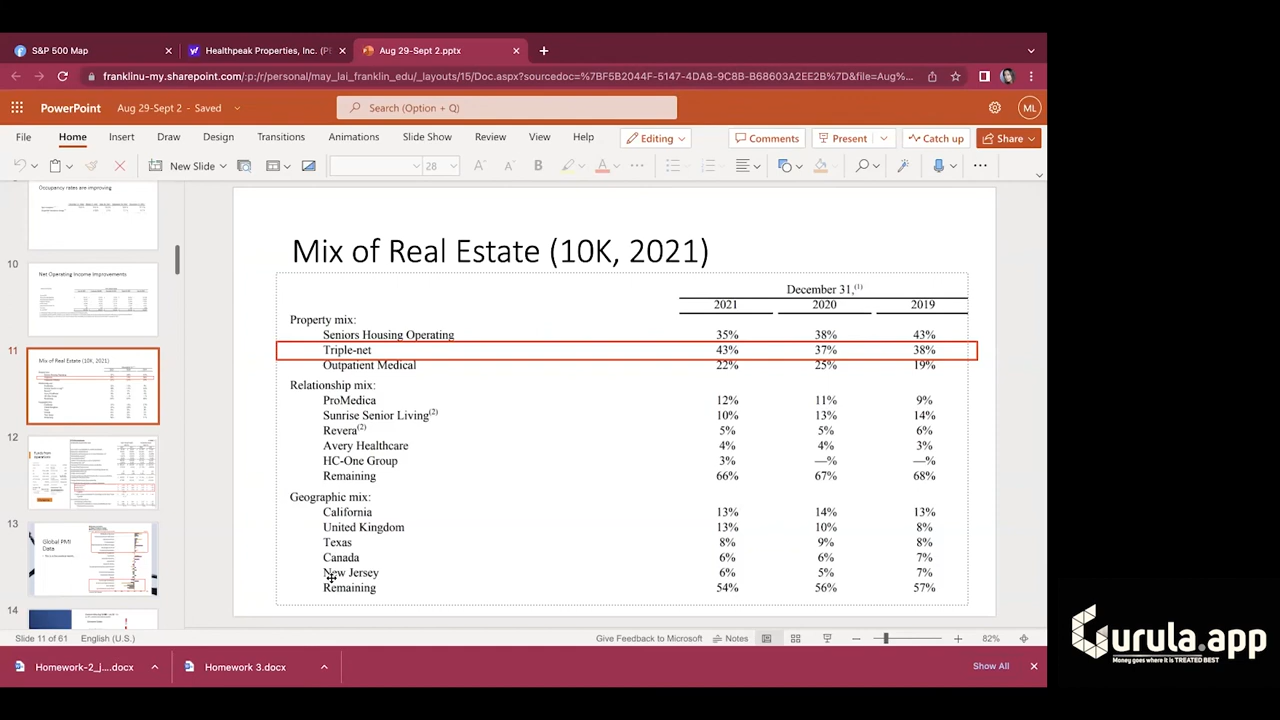 S&P 500 Map
Healthpeak Properties, Inc. (PE
Aug 29-Sept 2.pptx
franklinu-my.sharepoint.com/:p:/r/personal/may_lai_franklin_edu/_layouts/15/Doc.aspx?sourcedoc=%7BF5B2044F-5147-4DA8-9C8B-B68603A2EE2B%7D&file=Aug%...
PowerPoint
Aug 29-Sept 2 - Saved
Search (Option + Q)
ML
File Home Insert Draw Design Transitions Animations Slide Show Review View Help
Editing
Comments
Present
Catch up
Share
New Slide
28
Occupancy rates are improving
10
Net Operating Income Improvements
11
Mix of Real Estate (10K, 2021)
12
13
Global PMI
Data
14
Mix of Real Estate (10K, 2021)
December 31,(1)
2021 2020 2019
Property mix:
Seniors Housing Operating 35% 38% 43%
Triple-net 43% 37% 38%
Outpatient Medical 22% 25% 19%
Relationship mix:
ProMedica 12% 11% 9%
Sunrise Senior Living(2) 10% 13% 14%
Revera(2) 5% 5% 6%
Avery Healthcare 4% 4% 3%
HC-One Group 3% —% —%
Remaining 66% 67% 68%
Geographic mix:
California 13% 14% 13%
United Kingdom 13% 10% 8%
Texas 8% 9% 8%
Canada 6% 6% 7%
New Jersey 6% 5% 7%
Remaining 54% 56% 57%
Slide 11 of 61
English (U.S.)
Give Feedback to Microsoft
Notes
82%
Homework-2_j....docx
Homework 3.docx
Show All
Gurula.app
Money goes where it is TREATED BEST